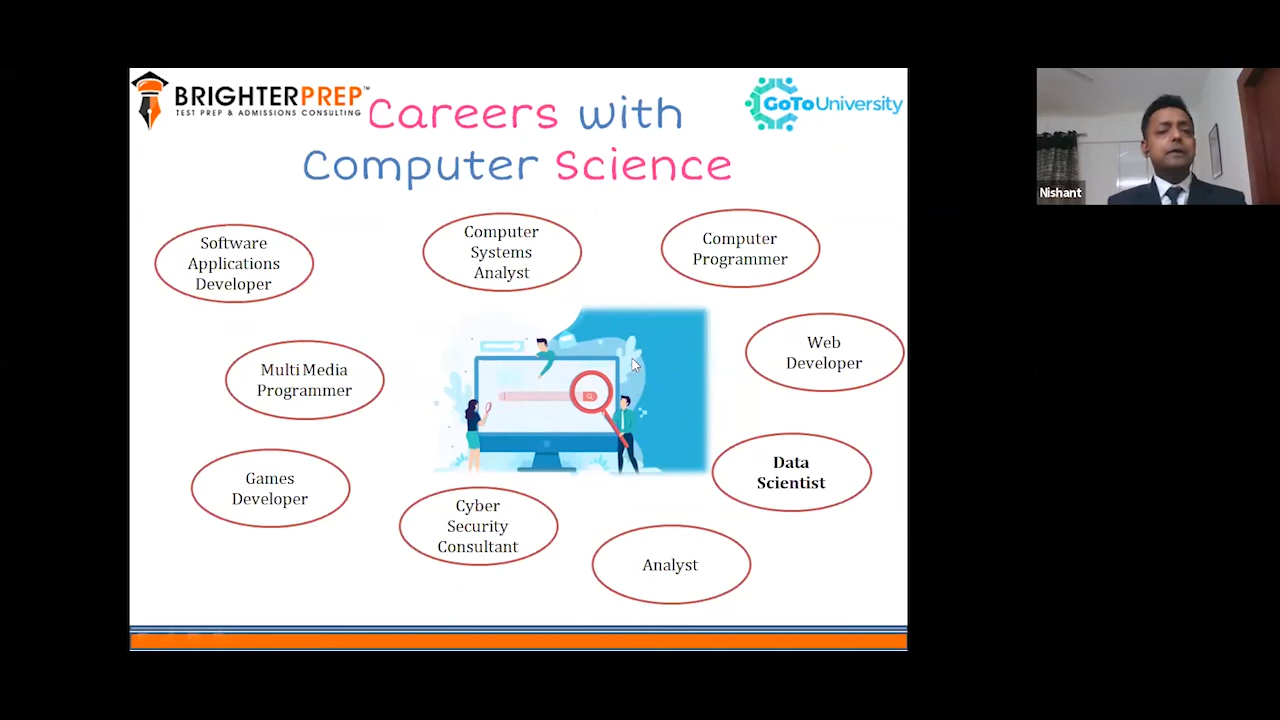 BRIGHTERPREP™
TEST PREP & ADMISSIONS CONSULTING
Careers with
Computer Science
GoToUniversity
Nishant
Software
Applications
Developer
Computer
Systems
Analyst
Computer
Programmer
Multi Media
Programmer
Web
Developer
Games
Developer
Cyber
Security
Consultant
Data
Scientist
Analyst